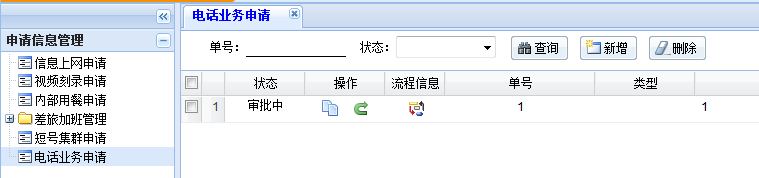 电话业务申请
申请信息管理
单号： 状态： 查询 新增 删除
信息上网申请
视频刻录申请
内部用餐申请
差旅加班管理
短号集群申请
电话业务申请
状态 操作 流程信息 单号 类型
1 审批中 1 1